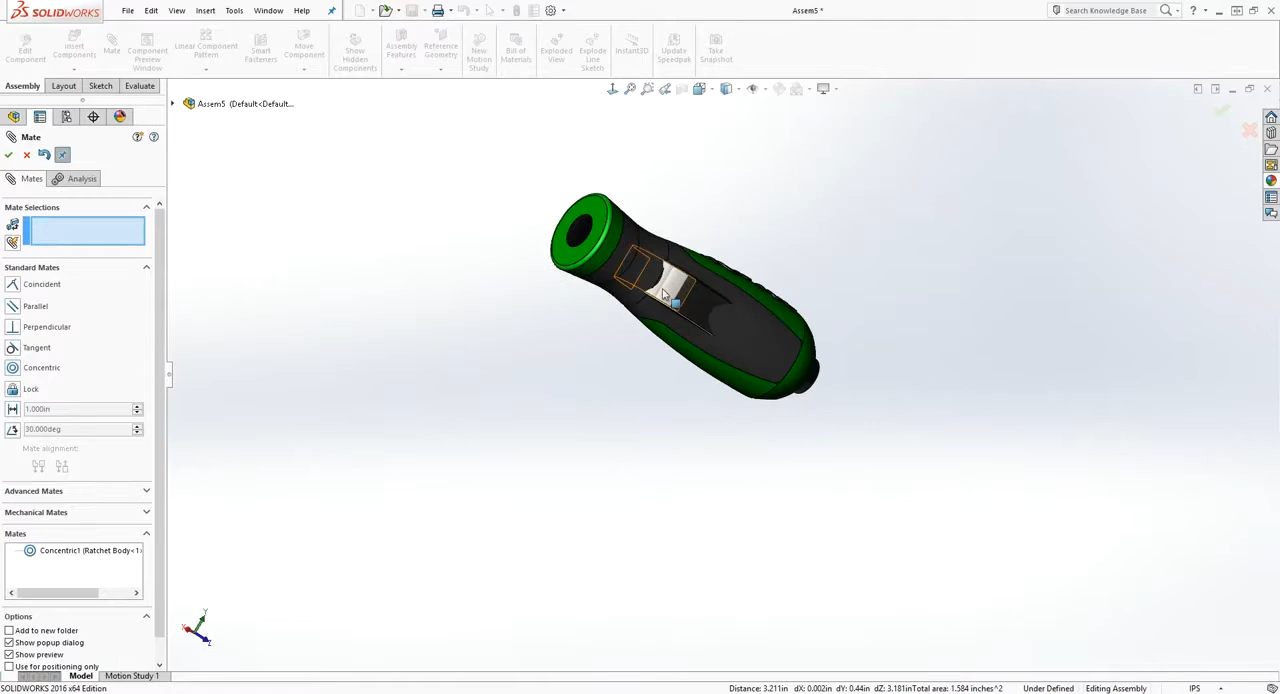 SOLIDWORKS
File Edit View Insert Tools Window Help
Assem5 *
Search Knowledge Base
Edit Component
Insert Components
Mate
Component Preview Window
Linear Component Pattern
Smart Fasteners
Move Component
Show Hidden Components
Assembly Features
Reference Geometry
New Motion Study
Bill of Materials
Exploded View
Explode Line Sketch
Instant3D
Update Speedpak
Take Snapshot
Assembly Layout Sketch Evaluate
Assem5 (Default<Default...
Mate
Mates Analysis
Mate Selections
Standard Mates
Coincident
Parallel
Perpendicular
Tangent
Concentric
Lock
1.000in
30.000deg
Mate alignment:
Advanced Mates
Mechanical Mates
Mates
Concentric1 (Ratchet Body<1>
Options
Add to new folder
Show popup dialog
Show preview
Use for positioning only
Y
X
Z
Model Motion Study 1
SOLIDWORKS 2016 x64 Edition
Distance: 3.211in dX: 0.002in dY: 0.44in dZ: 3.181inTotal area: 1.584 inches^2 Under Defined Editing Assembly IPS